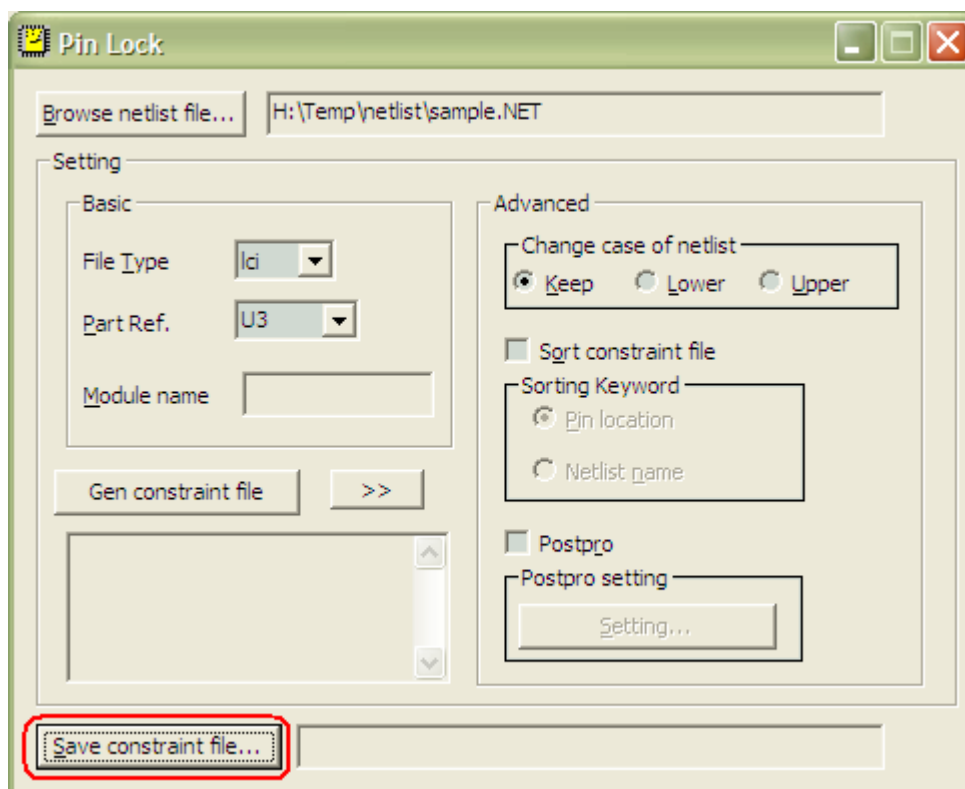 Pin Lock
Browse netlist file... H:\Temp\netlist\sample.NET
Setting
Basic
File Type lci
Part Ref. U3
Module name
Gen constraint file >>
Advanced
Change case of netlist
Keep Lower Upper
Sort constraint file
Sorting Keyword
Pin location
Netlist name
Postpro
Postpro setting
Setting...
Save constraint file...